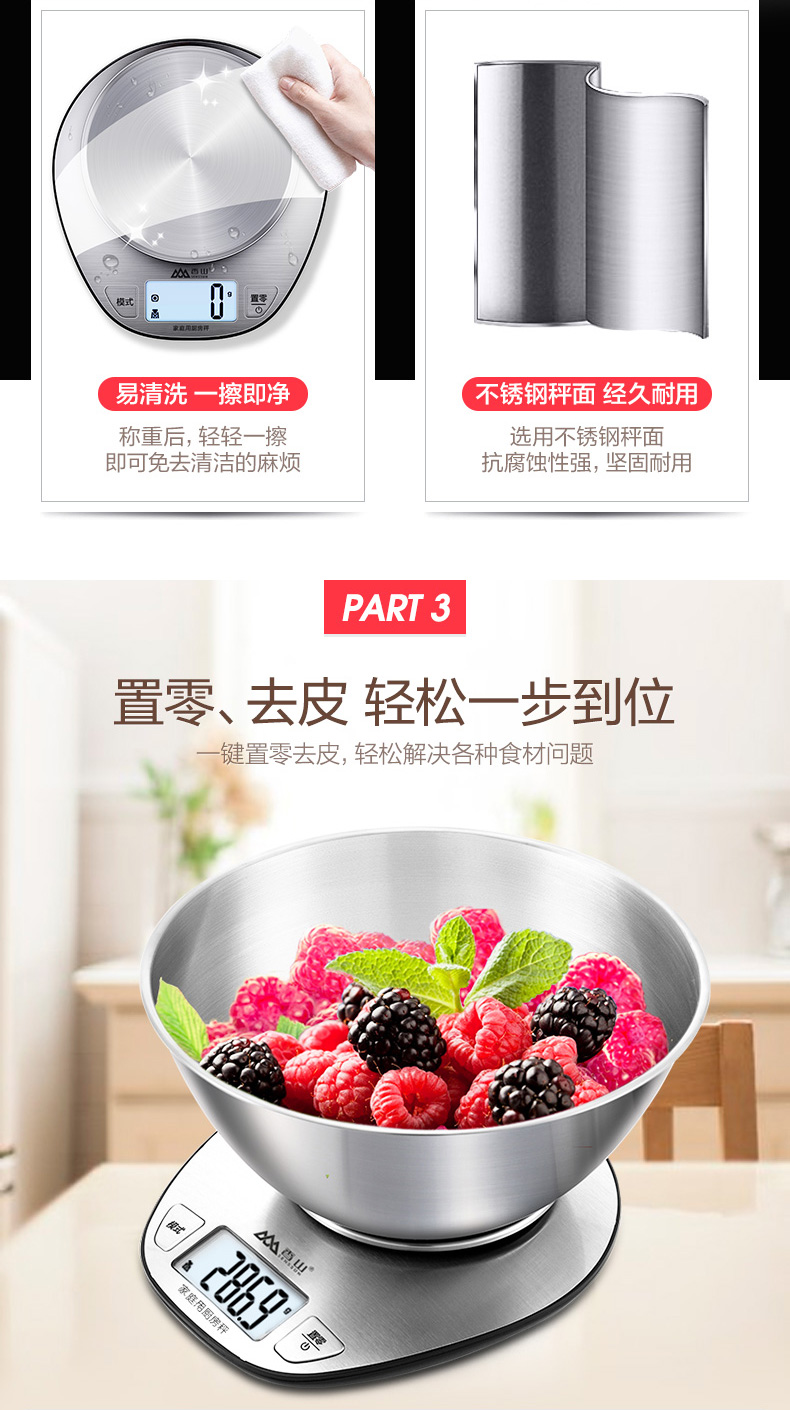 香山
模式
0 g
置零
家庭用厨房秤
易清洗 一擦即净
称重后, 轻轻一擦
即可免去清洁的麻烦
不锈钢秤面 经久耐用
选用不锈钢秤面
抗腐蚀性强, 坚固耐用
PART 3
置零、去皮 轻松一步到位
一键置零去皮, 轻松解决各种食材问题
模式
香山®
SENSSUN
286.9 g
家庭用厨房秤
置零